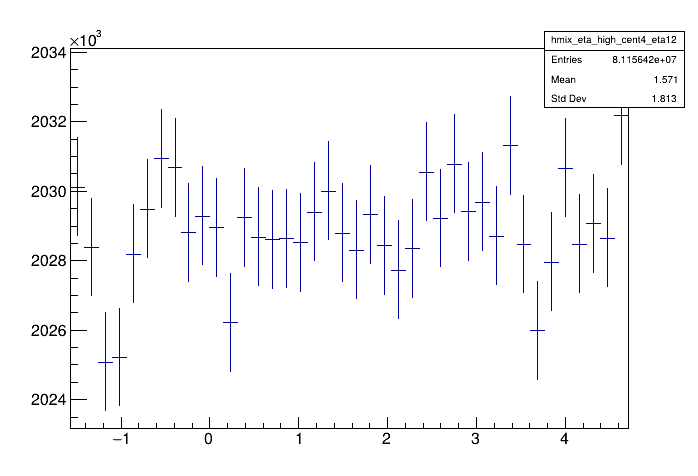 ×10³
hmix_eta_high_cent4_eta12
Entries 8.115642e+07
Mean 1.571
Std Dev 1.813
2034
2032
2030
2028
2026
2024
−1 0 1 2 3 4